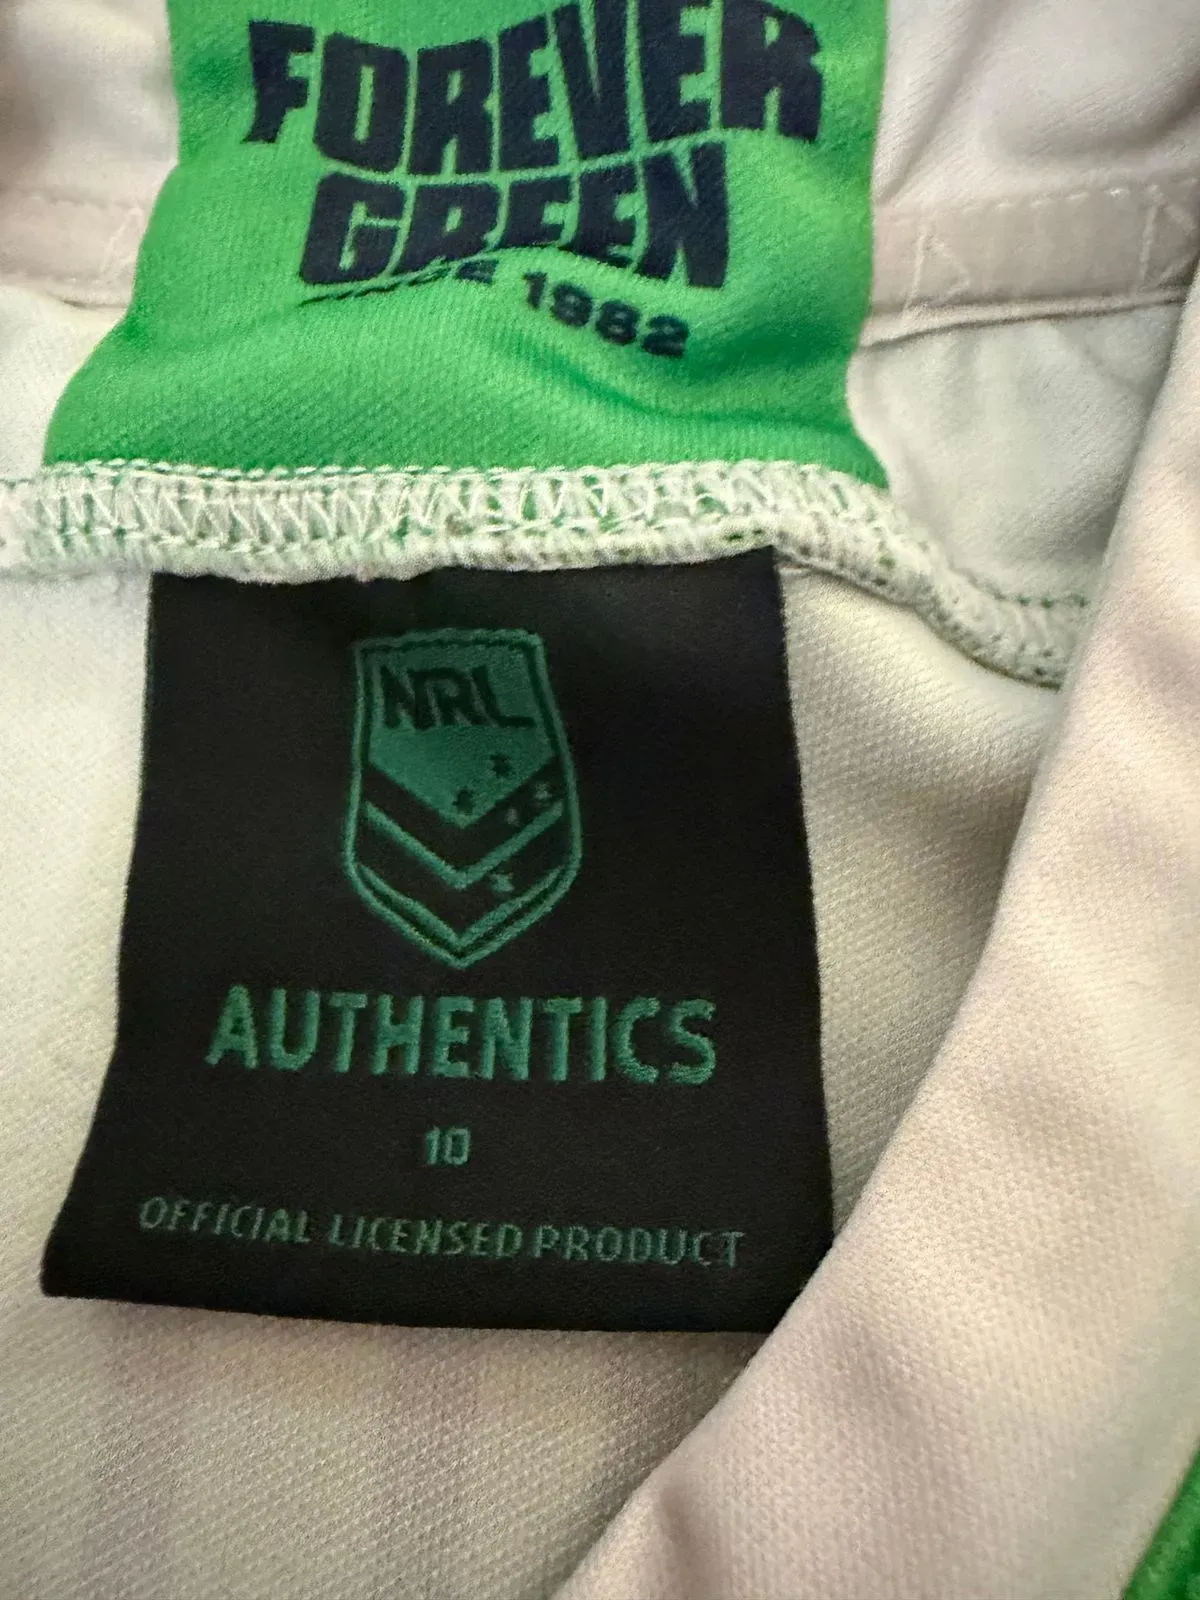 FOREVER
GREEN
1982
NRL
AUTHENTICS
10
OFFICIAL LICENSED PRODUCT